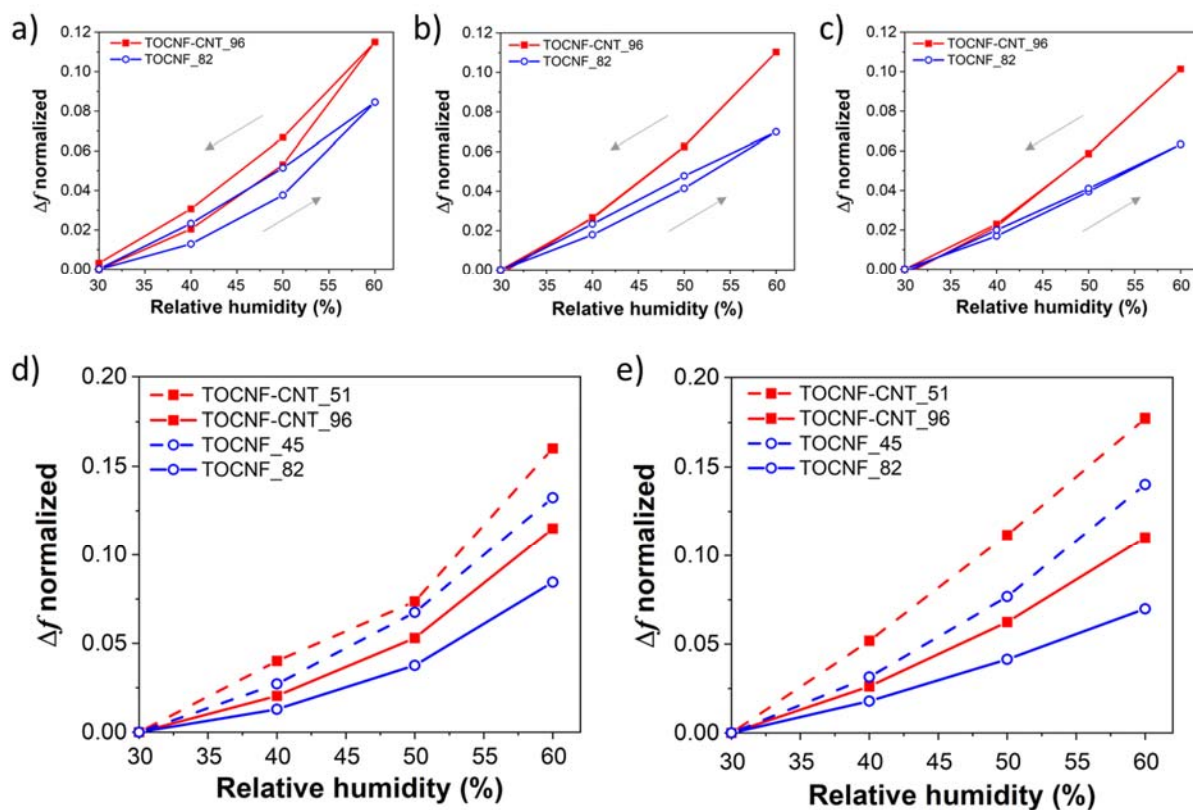 a)
TOCNF-CNT_96
TOCNF_82
Δf normalized
0.12
0.10
0.08
0.06
0.04
0.02
0.00
30 35 40 45 50 55 60
Relative humidity (%)
b)
TOCNF-CNT_96
TOCNF_82
Δf normalized
0.12
0.10
0.08
0.06
0.04
0.02
0.00
30 35 40 45 50 55 60
Relative humidity (%)
c)
TOCNF-CNT_96
TOCNF_82
Δf normalized
0.12
0.10
0.08
0.06
0.04
0.02
0.00
30 35 40 45 50 55 60
Relative humidity (%)
d)
TOCNF-CNT_51
TOCNF-CNT_96
TOCNF_45
TOCNF_82
Δf normalized
0.20
0.15
0.10
0.05
0.00
30 35 40 45 50 55 60
Relative humidity (%)
e)
TOCNF-CNT_51
TOCNF-CNT_96
TOCNF_45
TOCNF_82
Δf normalized
0.20
0.15
0.10
0.05
0.00
30 35 40 45 50 55 60
Relative humidity (%)